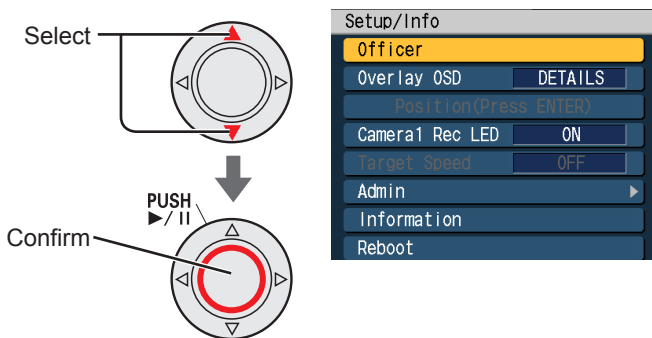 Select
PUSH
▶/II
Confirm
Setup/Info
Officer
Overlay OSD DETAILS
Position(Press ENTER)
Camera1 Rec LED ON
Target Speed OFF
Admin
Information
Reboot